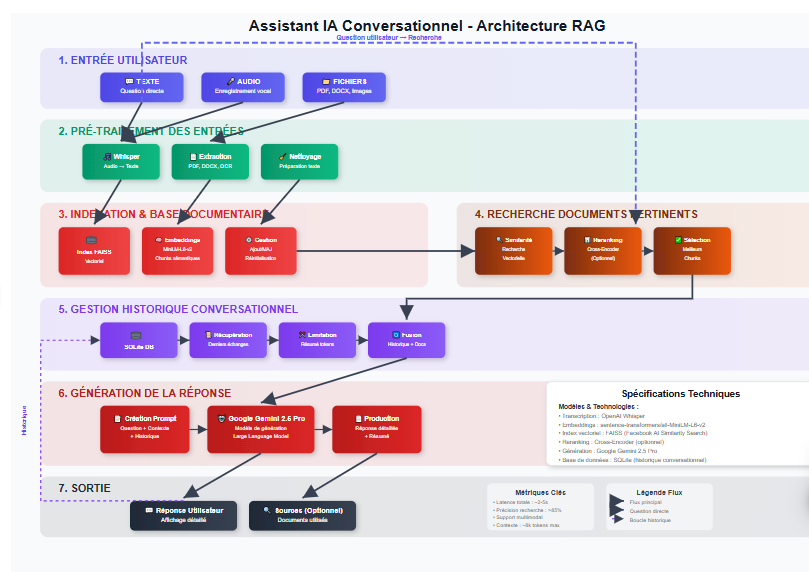 Assistant IA Conversationnel - Architecture RAG
Question utilisateur → Recherche
1. ENTRÉE UTILISATEUR
TEXTE
Question directe
AUDIO
Enregistrement vocal
FICHIERS
PDF, DOCX, Images
2. PRÉ-TRAITEMENT DES ENTRÉES
Whisper
Audio → Texte
Extraction
PDF, DOCX, OCR
Nettoyage
Préparation texte
3. INDEXATION & BASE DOCUMENTAIRE
Index FAISS
Vectoriel
Embeddings
MiniLM-L6-v2
Chunks sémantiques
Gestion
Ajout/MAJ
Réinitialisation
4. RECHERCHE DOCUMENTS PERTINENTS
Similarité
Recherche
Vectorielle
Reranking
Cross-Encoder
(Optionnel)
Sélection
Meilleurs
Chunks
5. GESTION HISTORIQUE CONVERSATIONNEL
SQLite DB
Récupération
Derniers échanges
Limitation
Résumé tokens
Fusion
Historique + Docs
Historique
6. GÉNÉRATION DE LA RÉPONSE
Création Prompt
Question + Contexte
+ Historique
Google Gemini 2.5 Pro
Modèle de génération
Large Language Model
Production
Réponse détaillée
+ Résumé
Spécifications Techniques
Modèles & Technologies :
• Transcription : OpenAI Whisper
• Embeddings : sentence-transformers/all-MiniLM-L6-v2
• Index vectoriel : FAISS (Facebook AI Similarity Search)
• Reranking : Cross-Encoder (optionnel)
• Génération : Google Gemini 2.5 Pro
• Base de données : SQLite (historique conversationnel)
7. SORTIE
Réponse Utilisateur
Affichage détaillé
Sources (Optionnel)
Documents utilisés
Métriques Clés
• Latence totale : ~2-5s
• Précision recherche : >85%
• Support multimodal
• Contexte : ~8k tokens max
Légende Flux
Flux principal
Question directe
Boucle historique